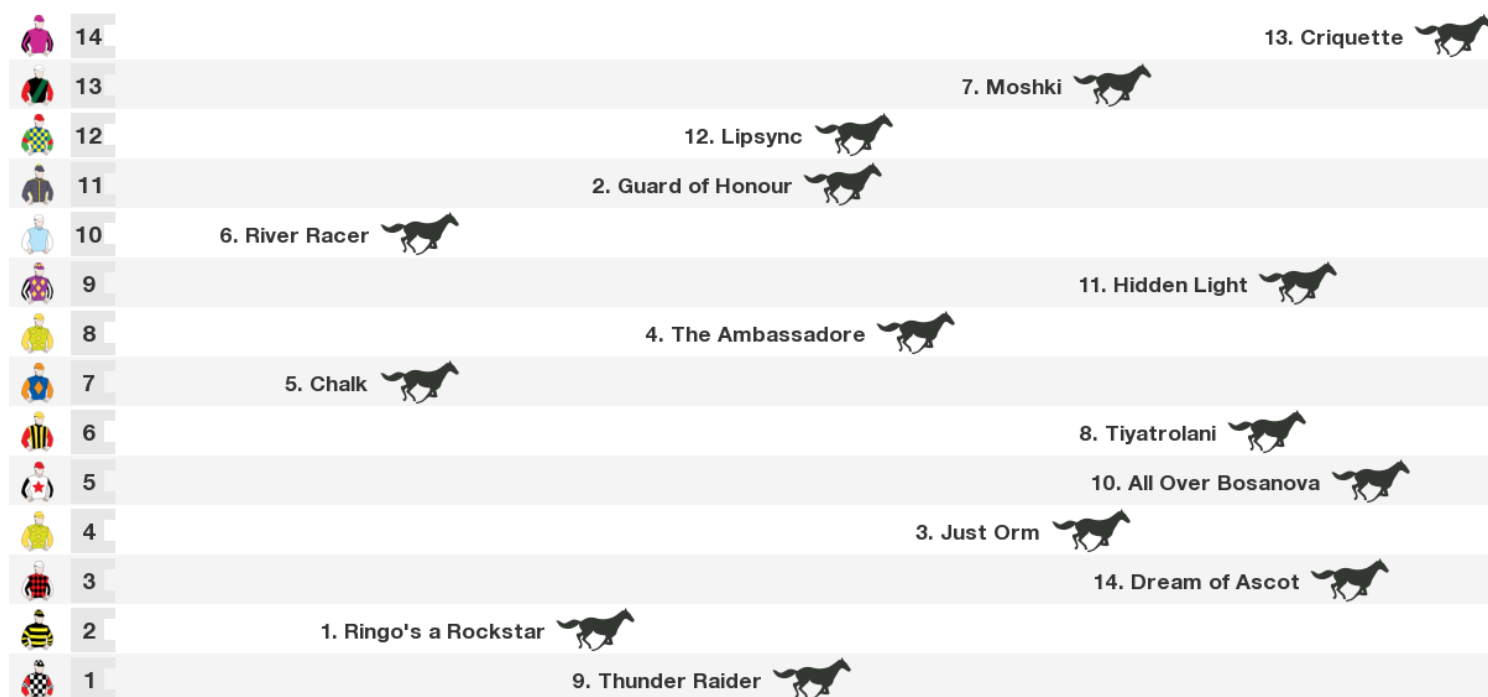 14 13. Criquette
13 7. Moshki
12 12. Lipsync
11 2. Guard of Honour
10 6. River Racer
9 11. Hidden Light
8 4. The Ambassadore
7 5. Chalk
6 8. Tiyatrolani
5 10. All Over Bosanova
4 3. Just Orm
3 14. Dream of Ascot
2 1. Ringo's a Rockstar
1 9. Thunder Raider